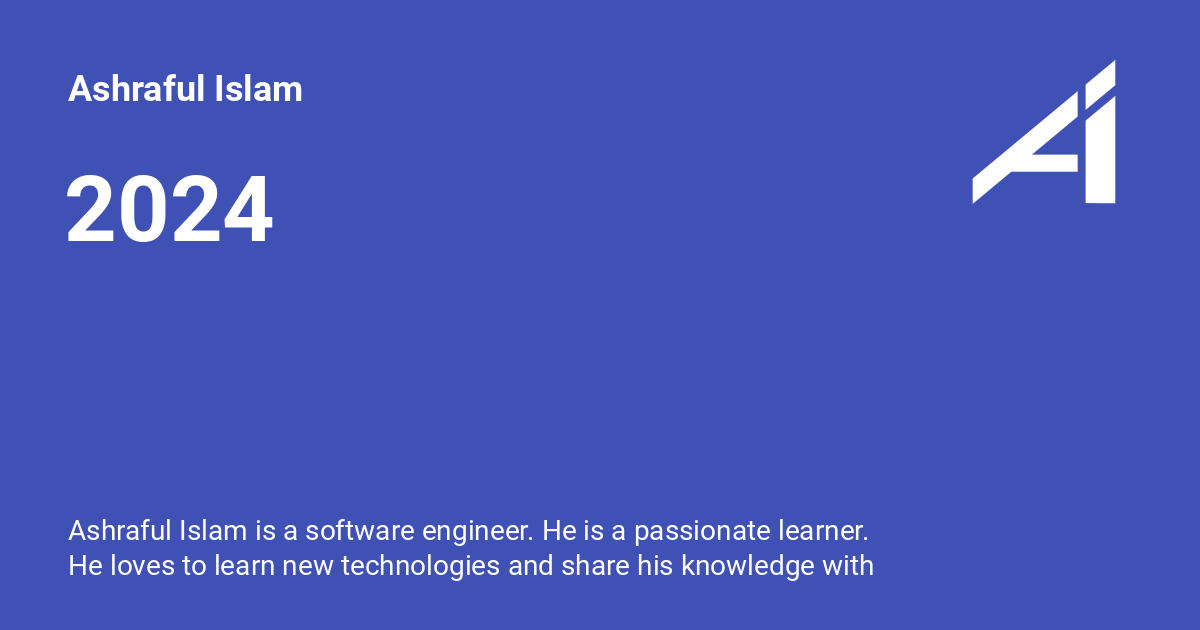 Ashraful Islam
2024
Ashraful Islam is a software engineer. He is a passionate learner.
He loves to learn new technologies and share his knowledge with